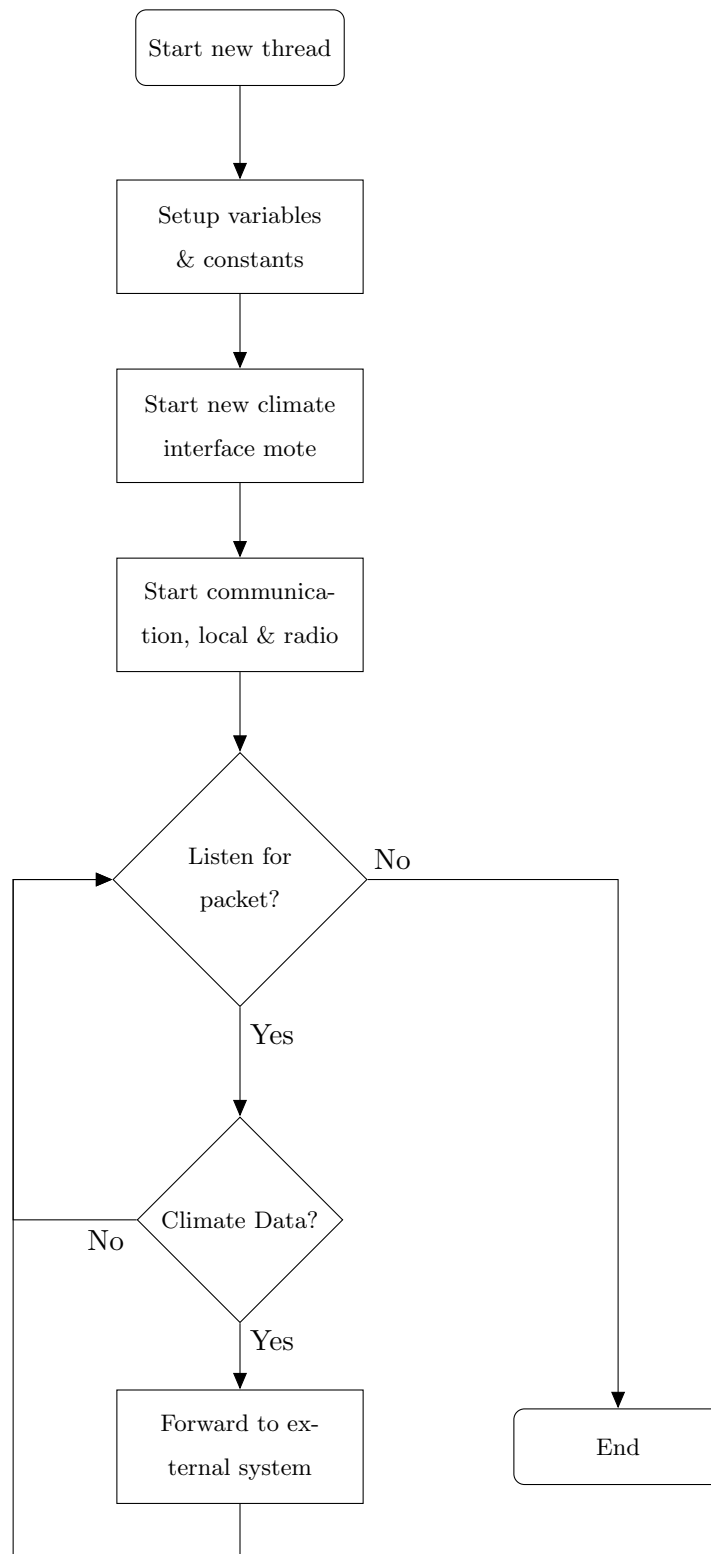 Start new thread
Setup variables
& constants
Start new climate
interface mote
Start communica-
tion, local & radio
Listen for
packet?
No
Yes
Climate Data?
No
Yes
Forward to ex-
ternal system
End